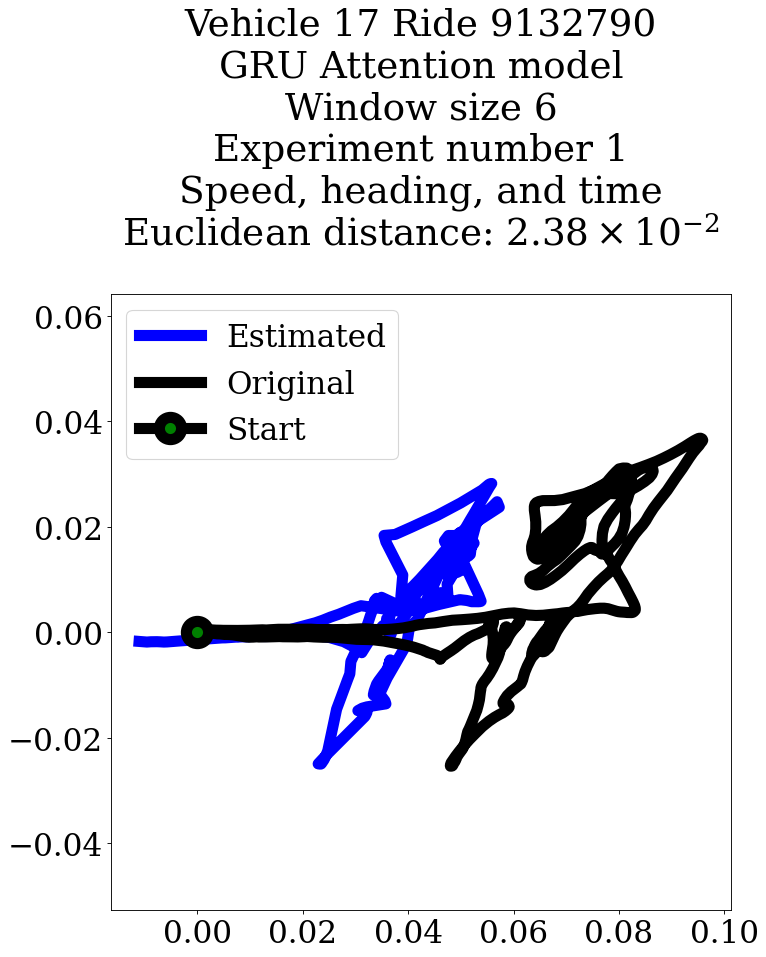 Vehicle 17 Ride 9132790
GRU Attention model
Window size 6
Experiment number 1
Speed, heading, and time
Euclidean distance: 2.38 × 10⁻²
Estimated
Original
Start
0.06
0.04
0.02
0.00
−0.02
−0.04
0.00 0.02 0.04 0.06 0.08 0.10